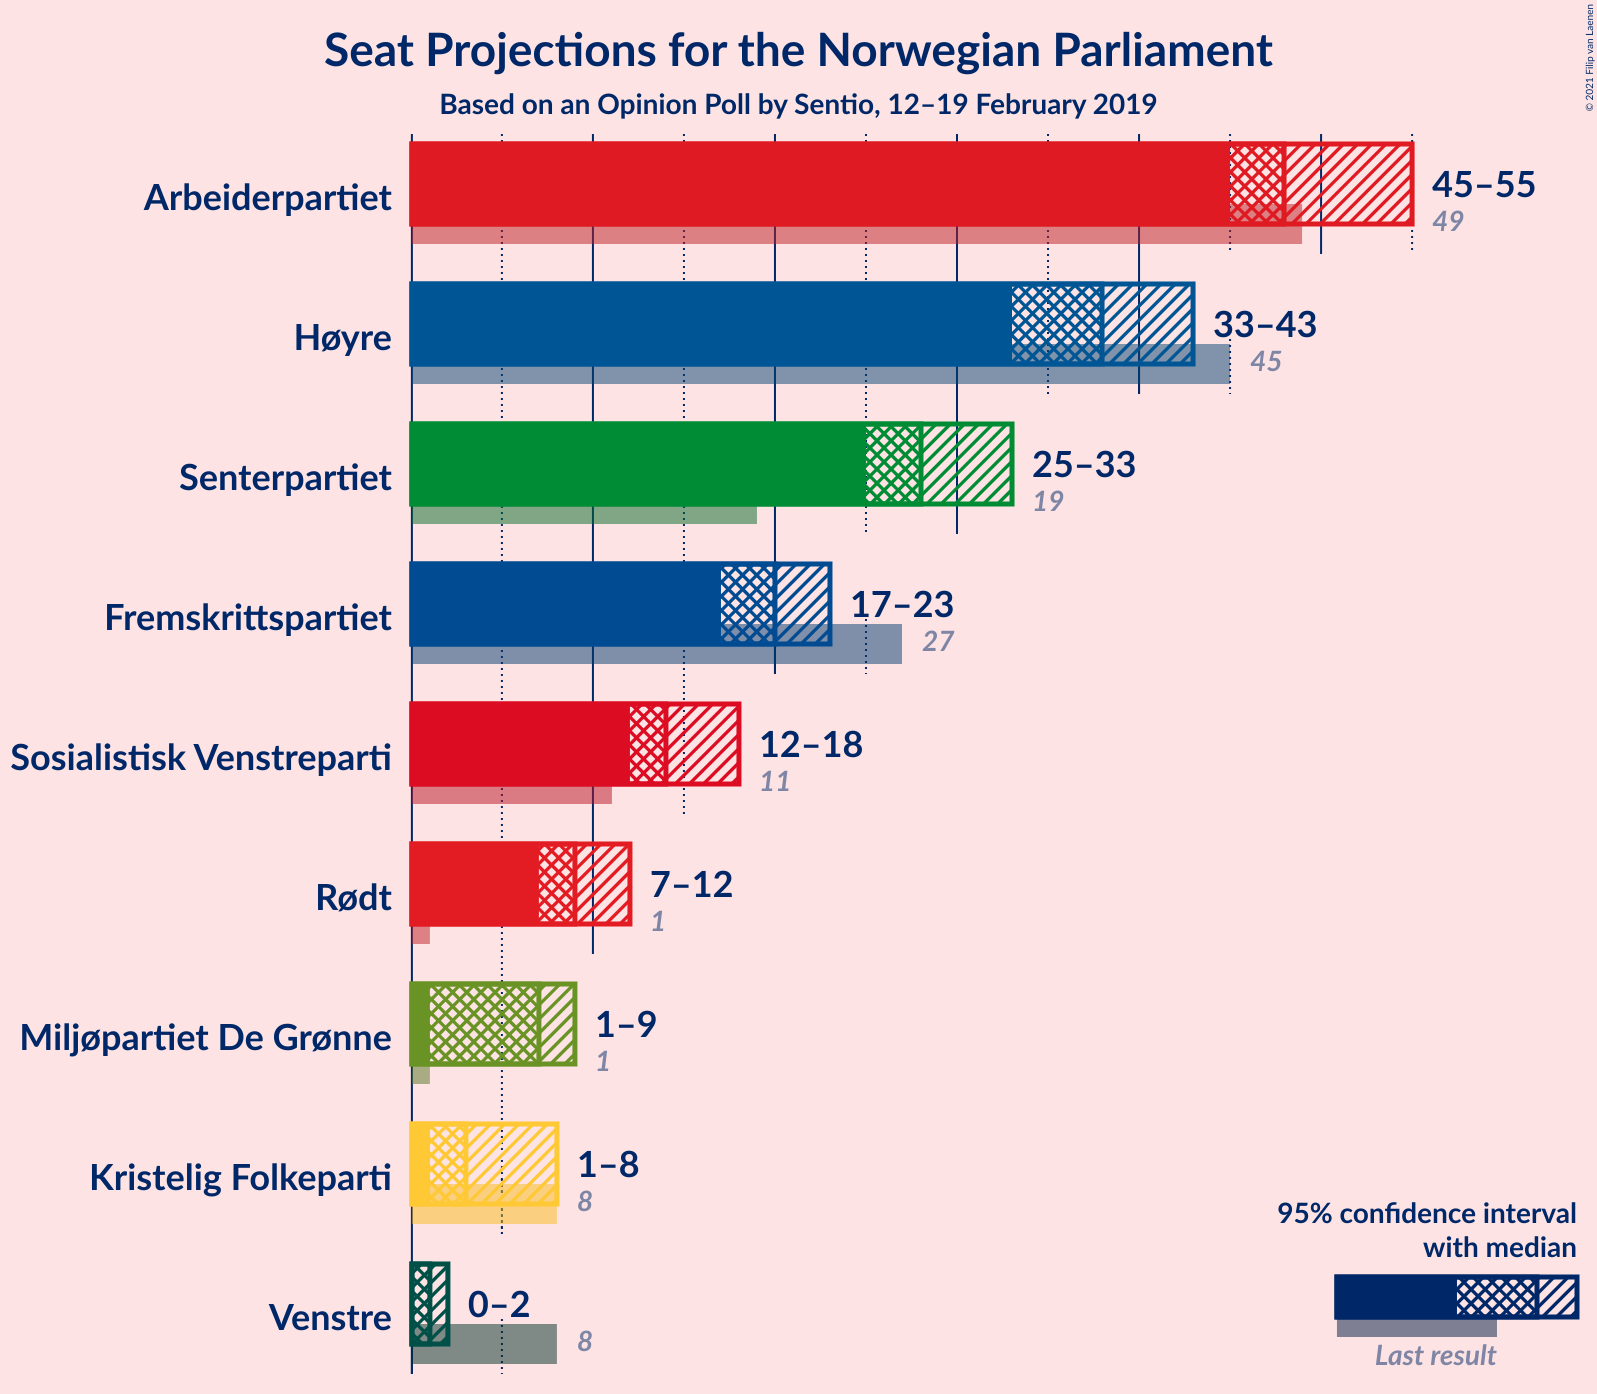 Seat Projections for the Norwegian Parliament
Based on an Opinion Poll by Sentio, 12–19 February 2019
© 2021 Filip van Laenen
Arbeiderpartiet
45–55
49
Høyre
33–43
45
Senterpartiet
25–33
19
Fremskrittspartiet
17–23
27
Sosialistisk Venstreparti
12–18
11
Rødt
7–12
1
Miljøpartiet De Grønne
1–9
1
Kristelig Folkeparti
1–8
8
Venstre
0–2
8
95% confidence interval
with median
Last result